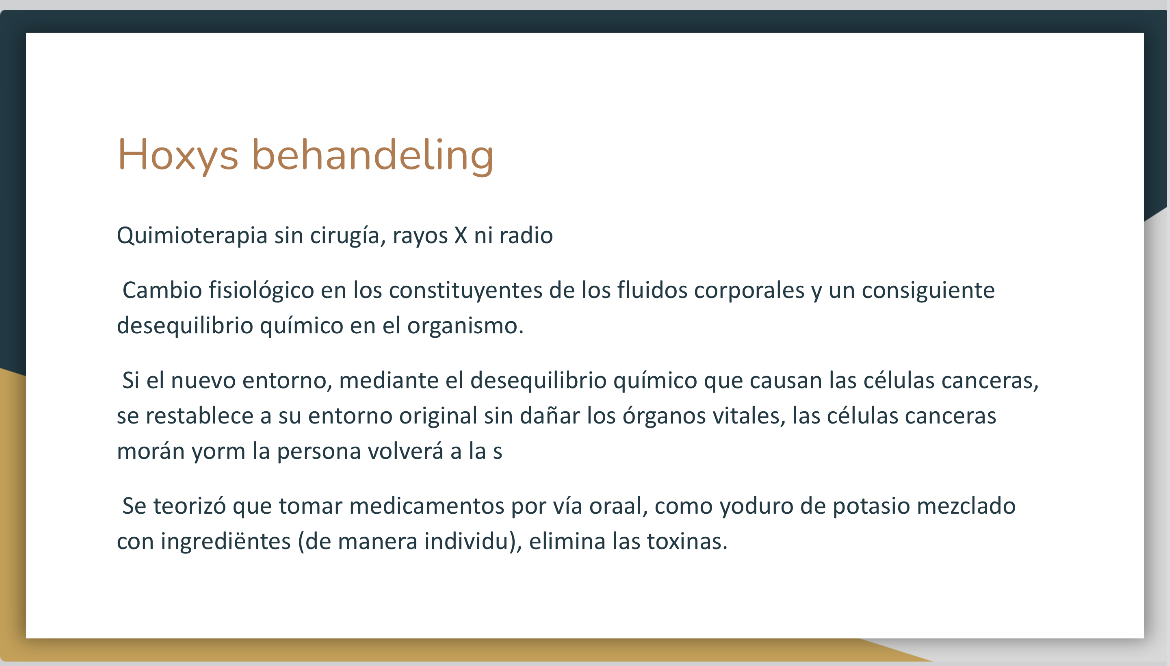 Hoxys behandeling
Quimioterapia sin cirugía, rayos X ni radio
Cambio fisiológico en los constituyentes de los fluidos corporales y un consiguiente
desequilibrio químico en el organismo.
Si el nuevo entorno, mediante el desequilibrio químico que causan las células canceras,
se restablece a su entorno original sin dañar los órganos vitales, las células canceras
morán yorm la persona volverá a la s
Se teorizó que tomar medicamentos por vía oraal, como yoduro de potasio mezclado
con ingrediëntes (de manera individu), elimina las toxinas.